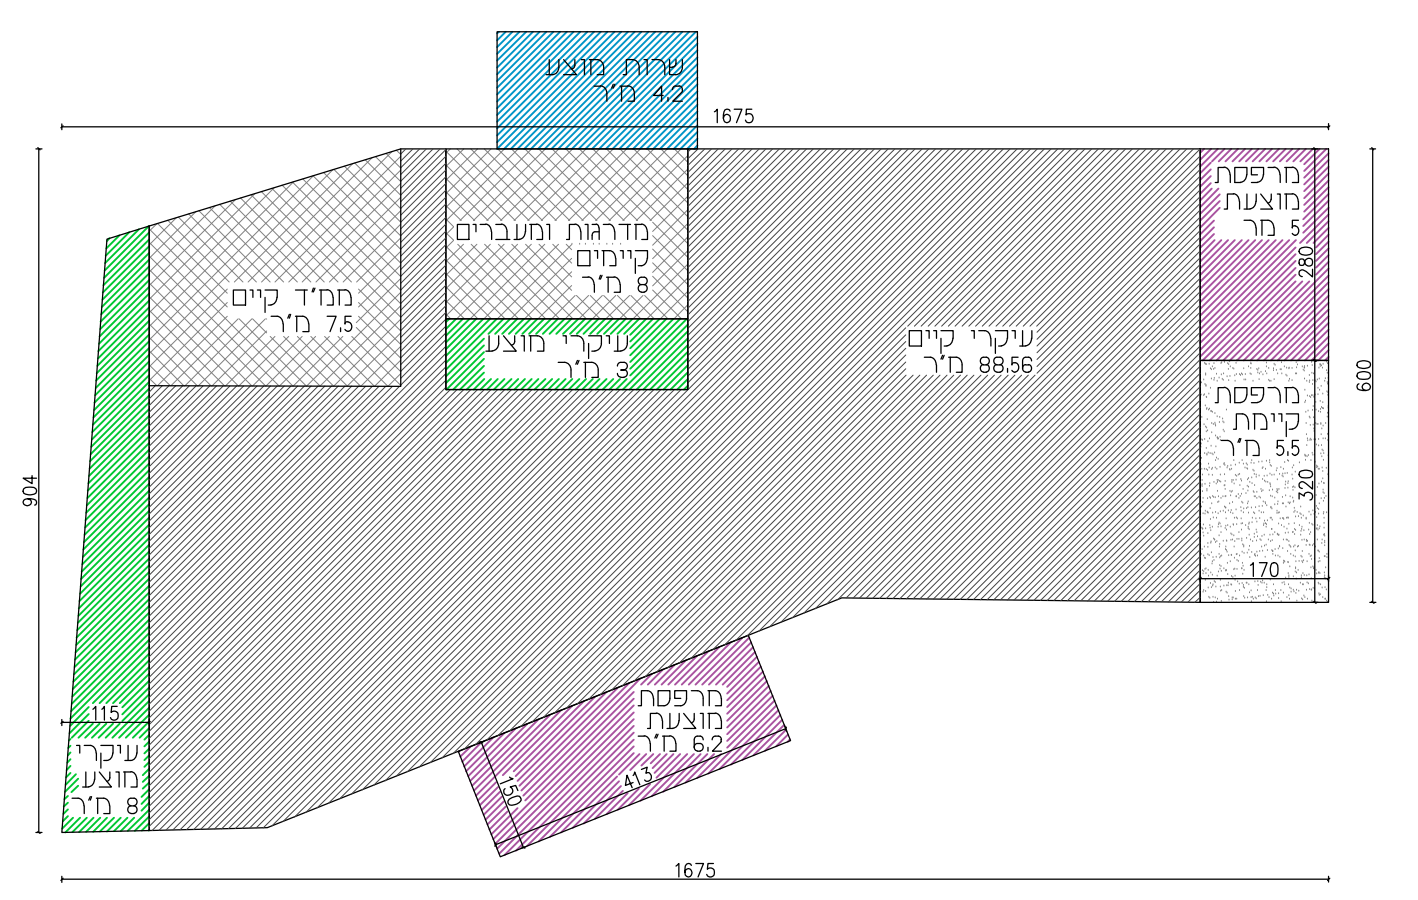 שרות מוצע
4.2 מ'ר
1675
מרפסת
מוצעת
5 מר
280
מדרגות ומעברים
קיימים
8 מ'ר
ממ'ד קיים
7.5 מ'ר
עיקרי מוצע
3 מ'ר
עיקרי קיים
88.56 מ'ר
600
מרפסת
קיימת
5.5 מ'ר
320
904
170
מרפסת
מוצעת
6.2 מ'ר
115
עיקרי
מוצע
8 מ'ר
150
413
1675